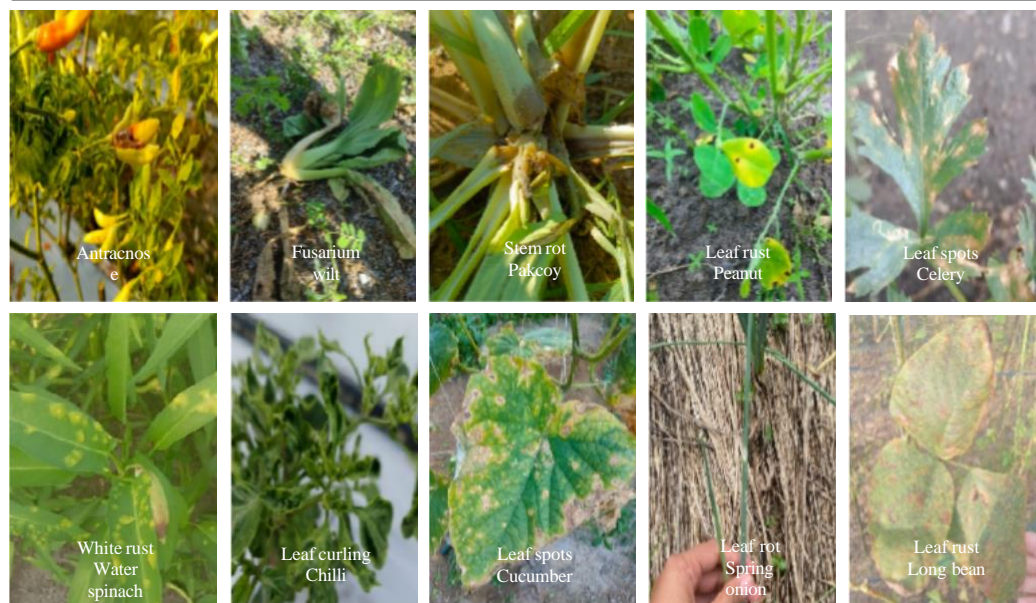 Antracnos
e
Fusarium
wilt
Stem rot
Pakcoy
Leaf rust
Peanut
Leaf spots
Celery
White rust
Water
spinach
Leaf curling
Chilli
Leaf spots
Cucumber
Leaf rot
Spring
onion
Leaf rust
Long bean